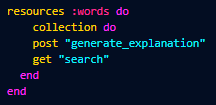 resources :words do
    collection do
    post "generate_explanation"
    get "search"
  end
end